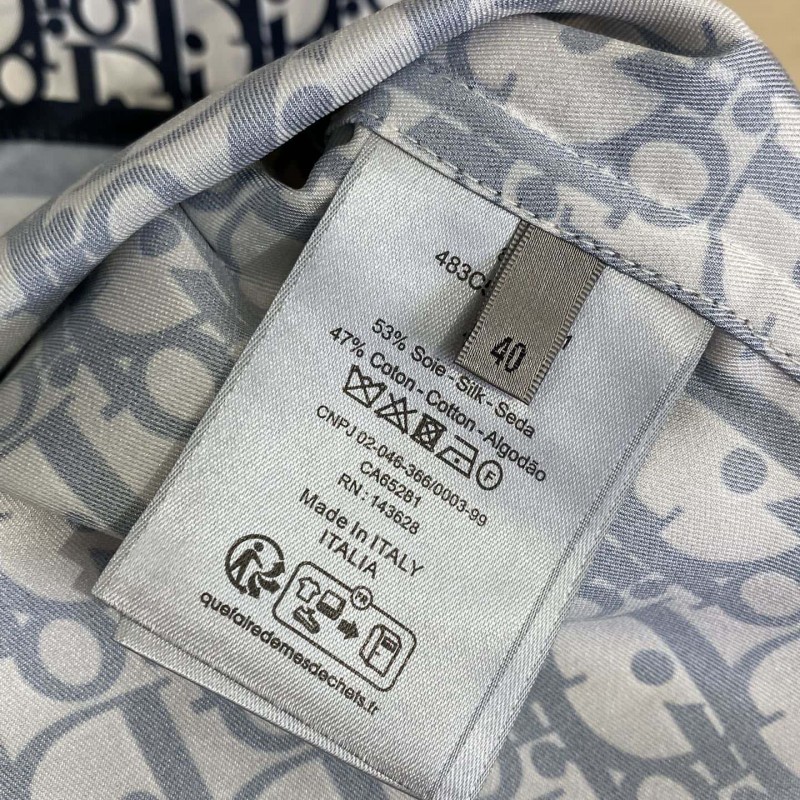 40
53% Soie - Silk - Seda
47% Coton - Cotton - Algodão
F
CNPJ 02-046-366/0003-99
CA65281
RN : 143628
Made In ITALY
ITALIA
FR
quefairedemesdechets.fr